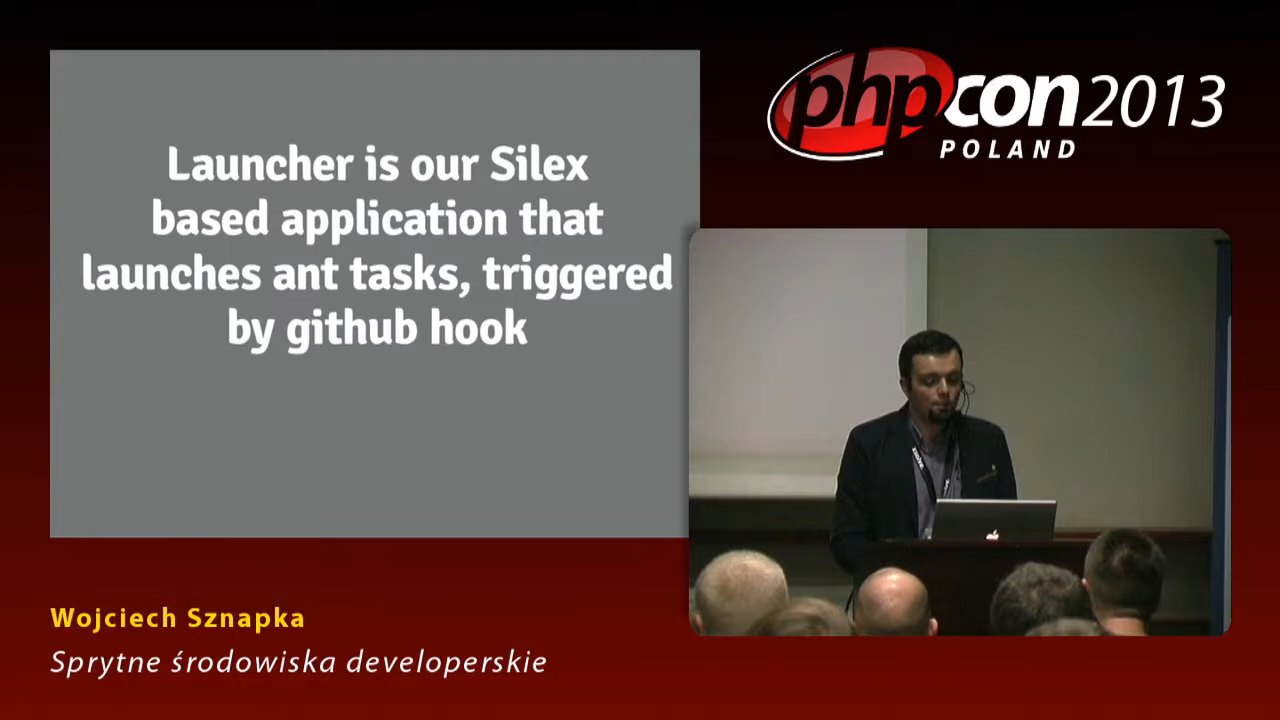 Launcher is our Silex
based application that
launches ant tasks, triggered
by github hook
phpcon2013
POLAND
Wojciech Sznapka
Sprytne środowiska developerskie